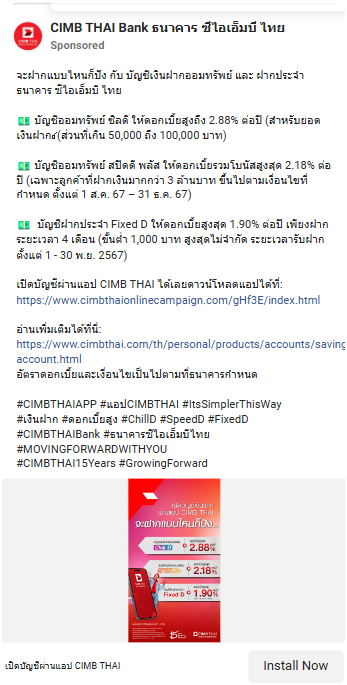 CIMB THAI Bank ธนาคาร ซีไอเอ็มบี ไทย
Sponsored
จะฝากแบบไหนก็ปัง กับ บัญชีเงินฝากออมทรัพย์ และ ฝากประจำ
ธนาคาร ซีไอเอ็มบี ไทย
💵 บัญชีออมทรัพย์ ชิลดี ให้ดอกเบี้ยสูงถึง 2.88% ต่อปี (สำหรับยอด
เงินฝาก(ส่วนที่เกิน 50,000 ถึง 100,000 บาท)
💵 บัญชีออมทรัพย์ สปีดดี พลัส ให้ดอกเบี้ยรวมโบนัสสูงสุด 2.18% ต่อ
ปี (เฉพาะลูกค้าที่ฝากเงินมากกว่า 3 ล้านบาท ขึ้นไปตามเงื่อนไขที่
กำหนด ตั้งแต่ 1 ส.ค. 67 – 31 ธ.ค. 67)
💵 บัญชีฝากประจำ Fixed D ให้ดอกเบี้ยสูงสุด 1.90% ต่อปี เพียงฝาก
ระยะเวลา 4 เดือน (ขั้นต่ำ 1,000 บาท สูงสุดไม่จำกัด ระยะเวลารับฝาก
ตั้งแต่ 1 - 30 พ.ย. 2567)
เปิดบัญชีผ่านแอป CIMB THAI ได้เลยดาวน์โหลดแอปได้ที่:
https://www.cimbthaionlinecampaign.com/gHf3E/index.html
อ่านเพิ่มเติมได้ที่นี่:
https://www.cimbthai.com/th/personal/products/accounts/saving
account.html
อัตราดอกเบี้ยและเงื่อนไขเป็นไปตามที่ธนาคารกำหนด
#CIMBTHAIAPP #แอปCIMBTHAI #ItsSimplerThisWay
#เงินฝาก #ดอกเบี้ยสูง #ChillD #SpeedD #FixedD
#CIMBTHAIBank #ธนาคารซีไอเอ็มบีไทย
#MOVINGFORWARDWITHYOU
#CIMBTHAI15Years #GrowingForward
เปิดบัญชีเงินฝาก
ผ่านแอป CIMB THAI
จะฝากแบบไหนก็ปัง
Chill D
2.88%
2.18%
Fixed D
1.90%
15
CIMB THAI
เปิดบัญชีผ่านแอป CIMB THAI
Install Now